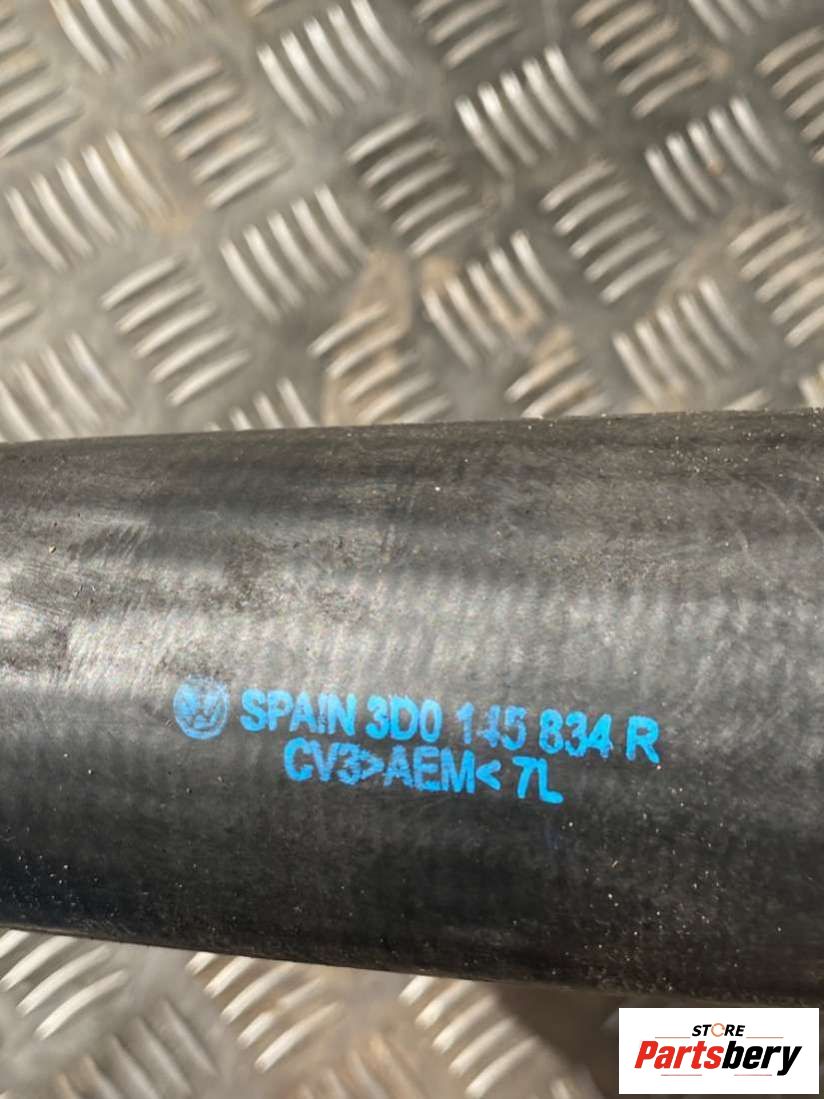 SPAIN 3D0 145 834 R
CV3>AEM< 7L
STORE
Partsbery